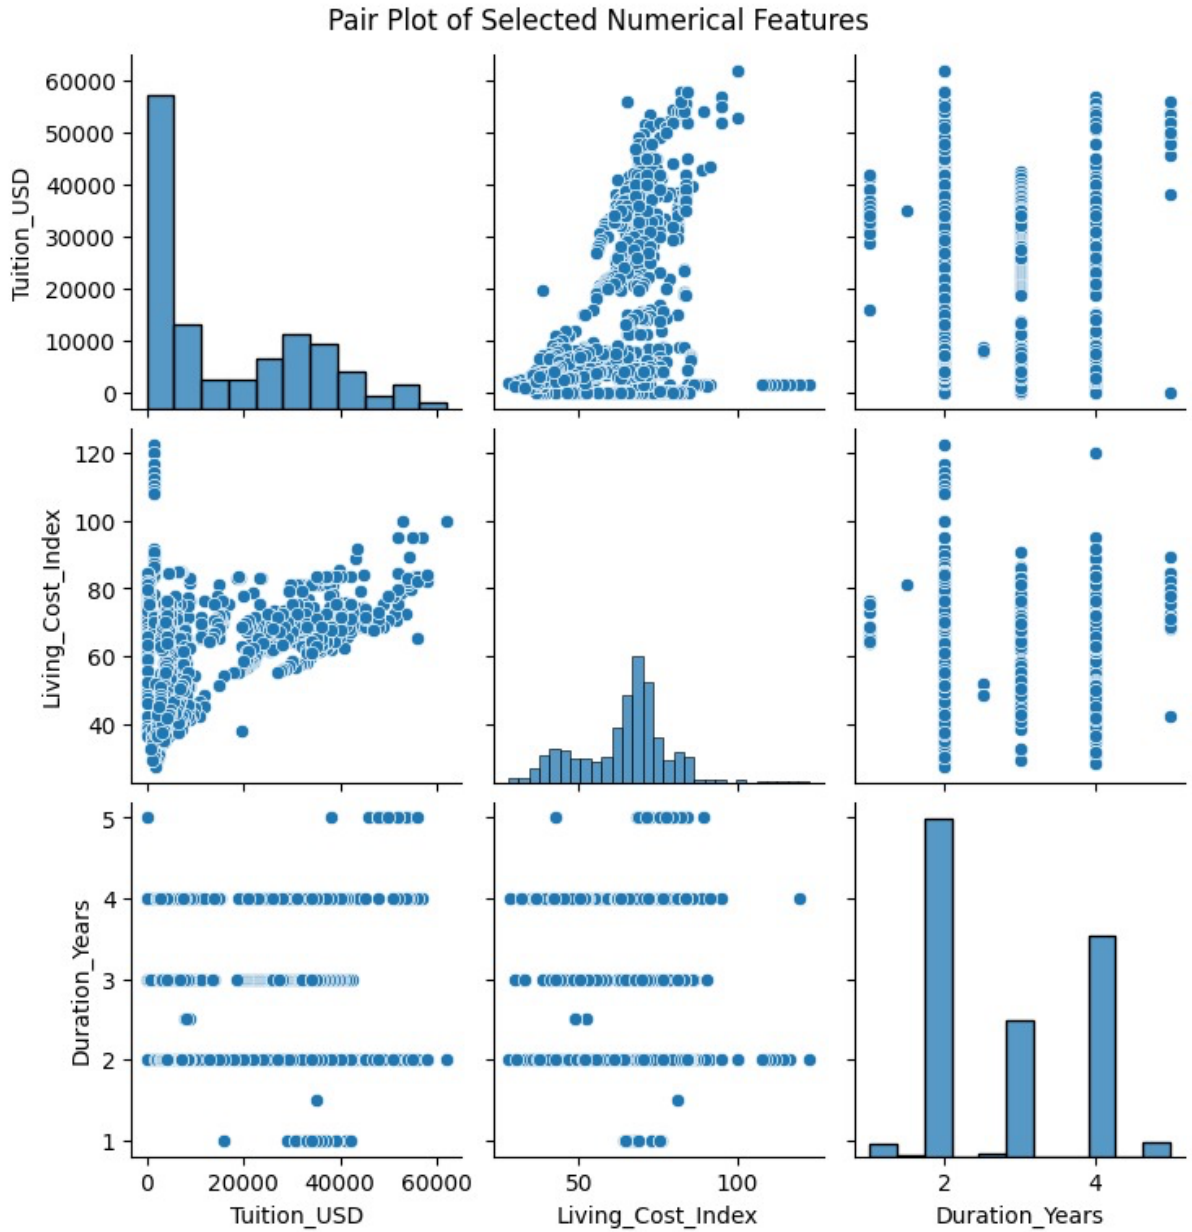 Pair Plot of Selected Numerical Features
60000
50000
40000
30000
20000
10000
0
Tuition_USD
120
100
80
60
40
Living_Cost_Index
5
4
3
2
1
Duration_Years
0 20000 40000 60000
50 100
2 4
Tuition_USD
Living_Cost_Index
Duration_Years